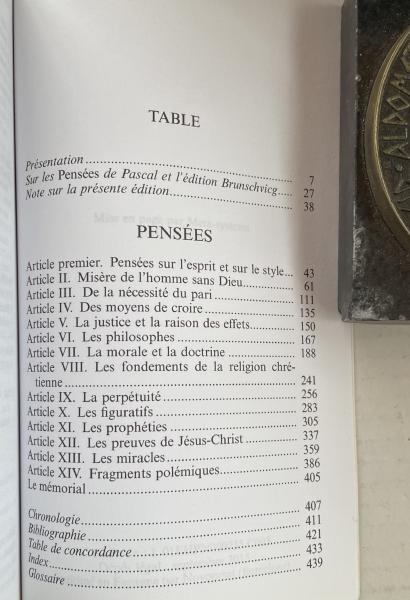 TABLE
Présentation ... 7
Sur les Pensées de Pascal et l'édition Brunschvicg ... 27
Note sur la présente édition ... 38
PENSÉES
Article premier. Pensées sur l'esprit et sur le style... 43
Article II. Misère de l'homme sans Dieu ... 61
Article III. De la nécessité du pari ... 111
Article IV. Des moyens de croire ... 135
Article V. La justice et la raison des effets ... 150
Article VI. Les philosophes ... 167
Article VII. La morale et la doctrine ... 188
Article VIII. Les fondements de la religion chré-
tienne ... 241
Article IX. La perpétuité ... 256
Article X. Les figuratifs ... 283
Article XI. Les prophéties ... 305
Article XII. Les preuves de Jésus-Christ ... 337
Article XIII. Les miracles ... 359
Article XIV. Fragments polémiques ... 386
Le mémorial ... 405
Chronologie ... 407
Bibliographie ... 411
Table de concordance ... 421
Index ... 433
Glossaire ... 439